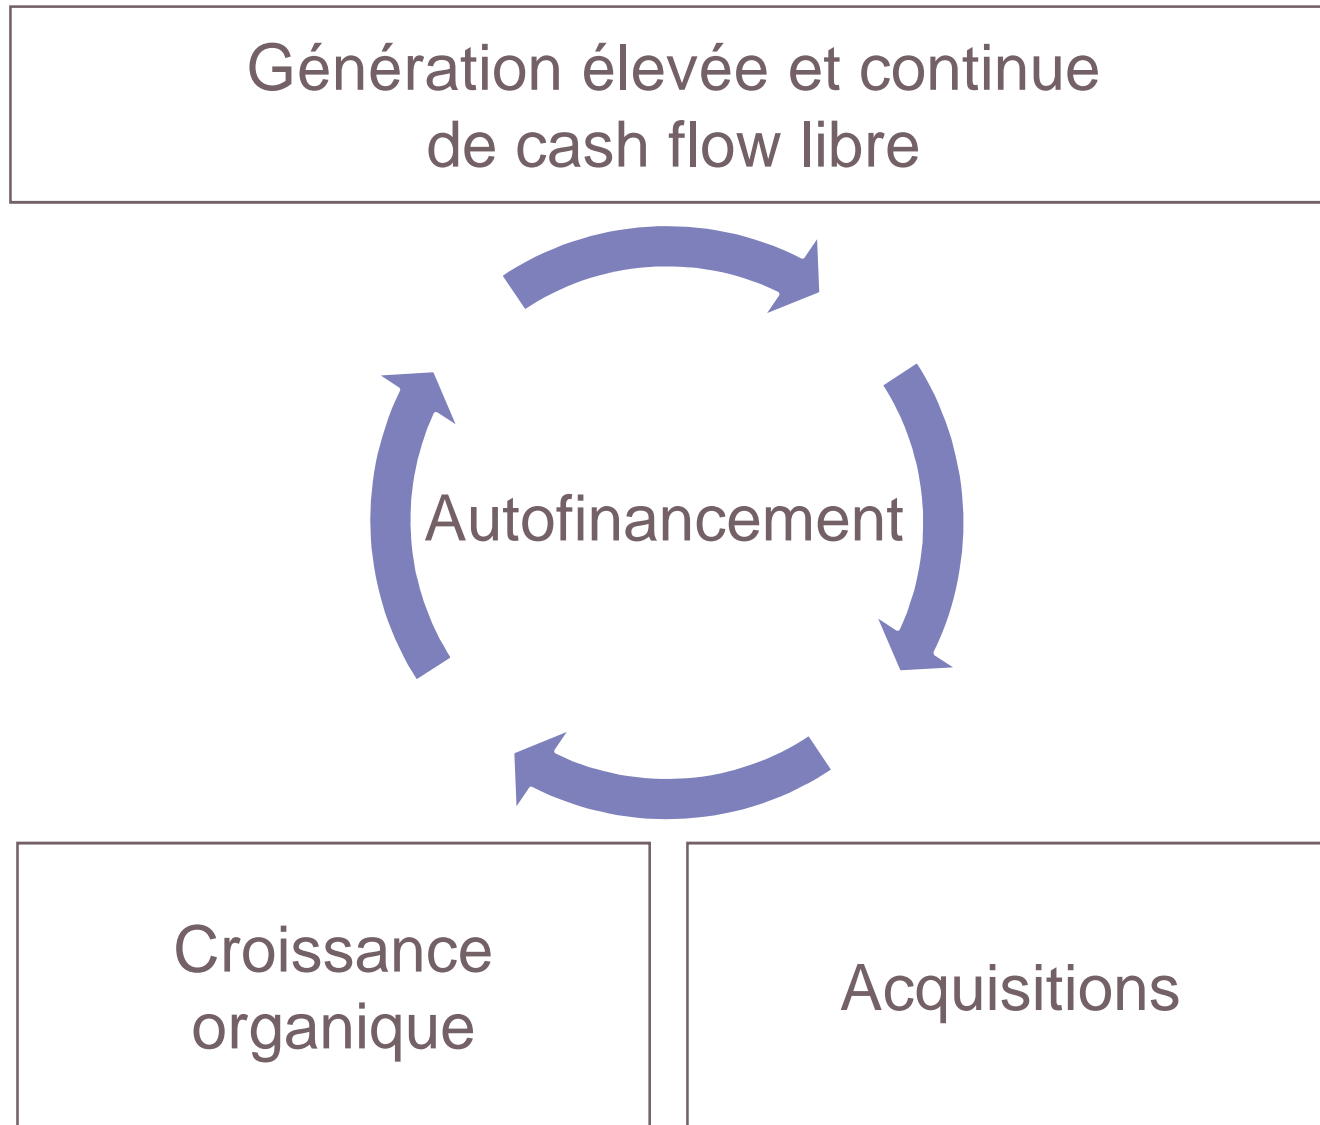 Génération élevée et continue
de cash flow libre
Autofinancement
Croissance
organique
Acquisitions